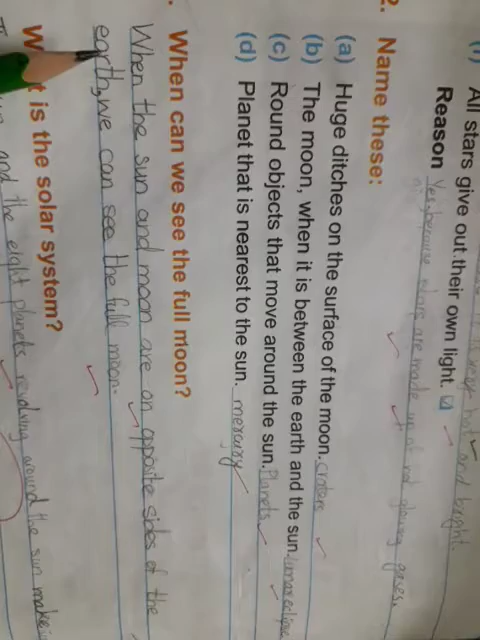 (i) All stars give out.their own light. ☑
Reason Yes because stars are made up of hot glowing gases.
2. Name these:
(a) Huge ditches on the surface of the moon. craters
(b) The moon, when it is between the earth and the sun. lunar eclipse
(c) Round objects that move around the sun. Planets
(d) Planet that is nearest to the sun. mercury
. When can we see the full moon?
When the sun and moon are on opposite sides of the
earth,we can see the full moon.
is the solar system?
and the eight planets revolving around the sun make